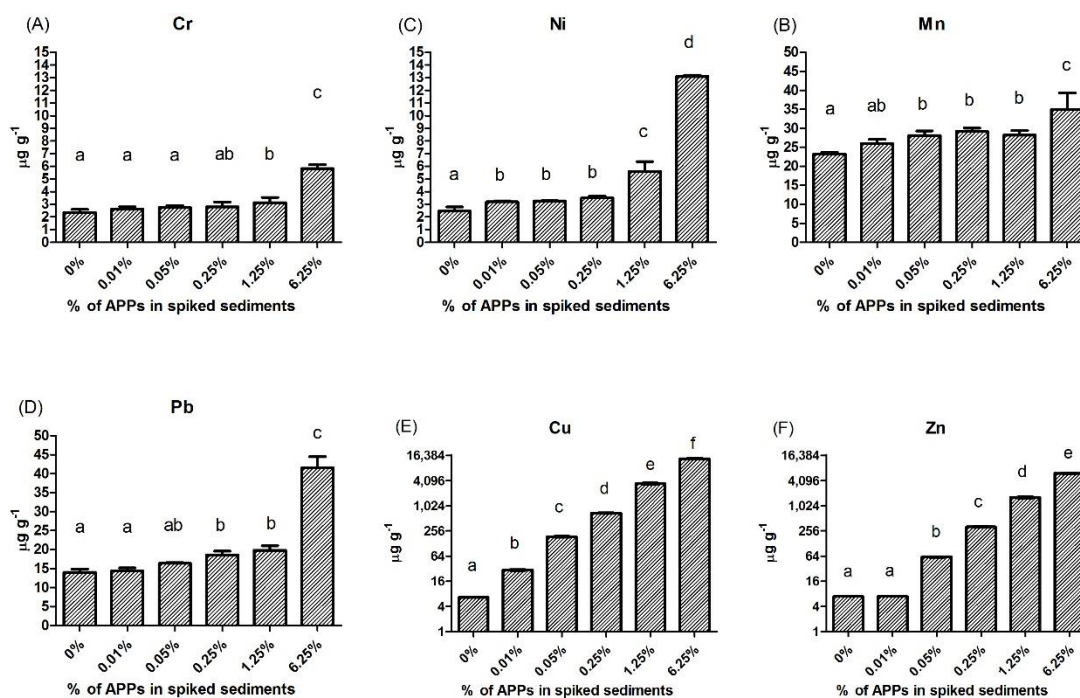 (A)
Cr
15
14
13
12
11
10
9
8
7
6
5
4
3
2
1
0
µg g⁻¹
a
a
a
ab
b
c
0%
0.01%
0.05%
0.25%
1.25%
6.25%
% of APPs in spiked sediments
(C)
Ni
15
14
13
12
11
10
9
8
7
6
5
4
3
2
1
0
µg g⁻¹
a
b
b
b
c
d
0%
0.01%
0.05%
0.25%
1.25%
6.25%
% of APPs in spiked sediments
(B)
Mn
50
45
40
35
30
25
20
15
10
5
0
µg g⁻¹
a
ab
b
b
b
c
0%
0.01%
0.05%
0.25%
1.25%
6.25%
% of APPs in spiked sediments
(D)
Pb
50
45
40
35
30
25
20
15
10
5
0
µg g⁻¹
a
a
ab
b
b
c
0%
0.01%
0.05%
0.25%
1.25%
6.25%
% of APPs in spiked sediments
(E)
Cu
16,384
4,096
1,024
256
64
16
4
1
µg g⁻¹
a
b
c
d
e
f
0%
0.01%
0.05%
0.25%
1.25%
6.25%
% of APPs in spiked sediments
(F)
Zn
16,384
4,096
1,024
256
64
16
4
1
µg g⁻¹
a
a
b
c
d
e
0%
0.01%
0.05%
0.25%
1.25%
6.25%
% of APPs in spiked sediments